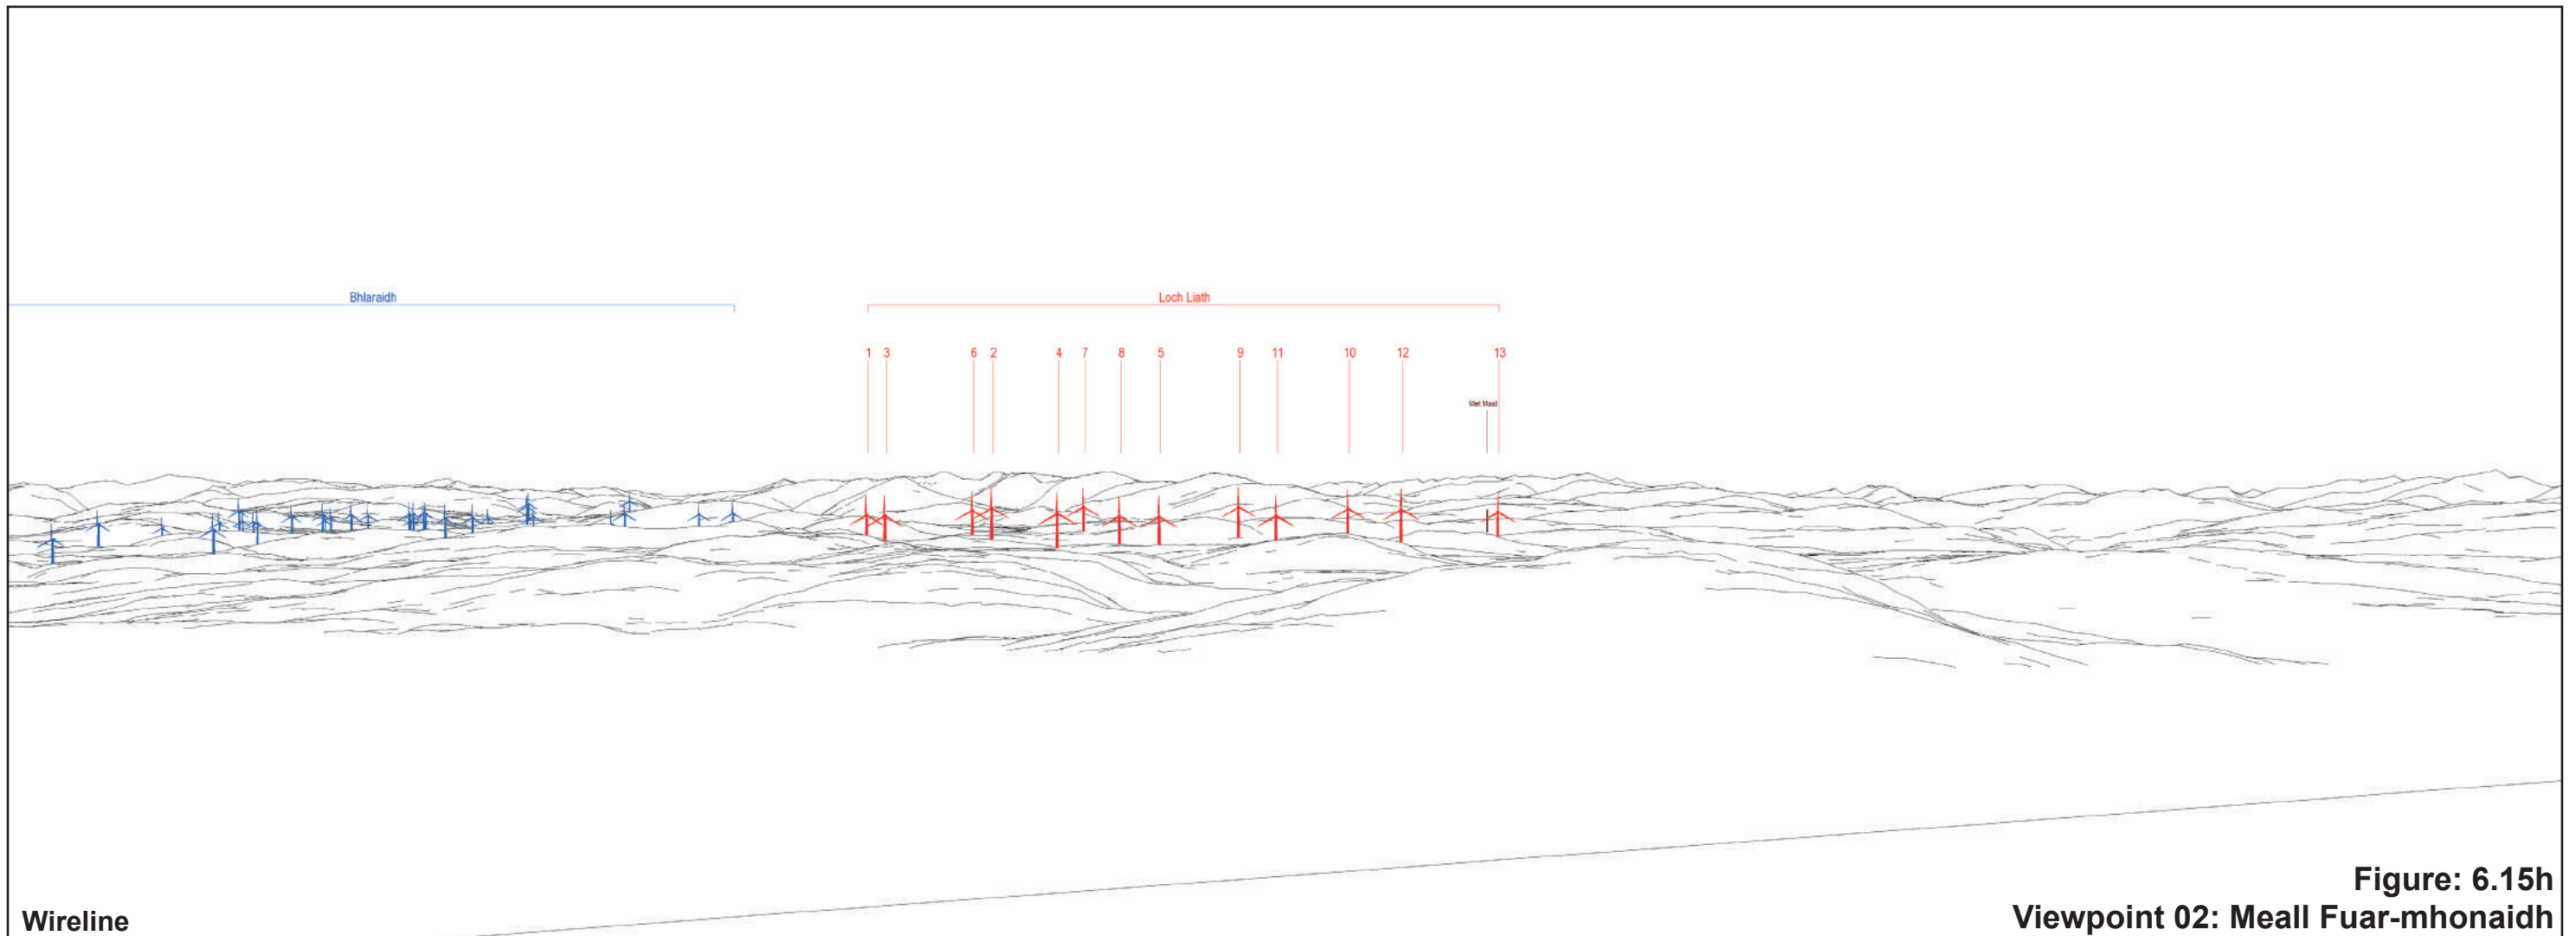 Bhlaraidh
Loch Liath
1 3 6 2 4 7 8 5 9 11 10 12 13
Met Mast
Wireline
Figure: 6.15h
Viewpoint 02: Meall Fuar-mhonaidh